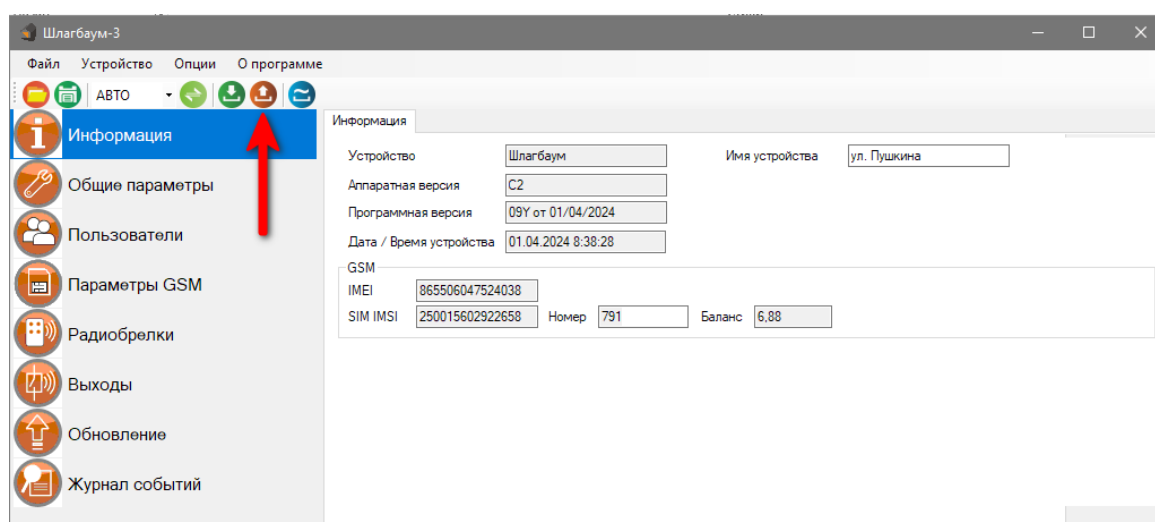 Шлагбаум-3
Файл Устройство Опции О программе
АВТО
Информация
Общие параметры
Пользователи
Параметры GSM
Радиобрелки
Выходы
Обновление
Журнал событий
Информация
Устройство Шлагбаум Имя устройства ул. Пушкина
Аппаратная версия C2
Программная версия 09Y от 01/04/2024
Дата / Время устройства 01.04.2024 8:38:28
GSM
IMEI 865506047524038
SIM IMSI 250015602922658 Номер 791 Баланс 6,88